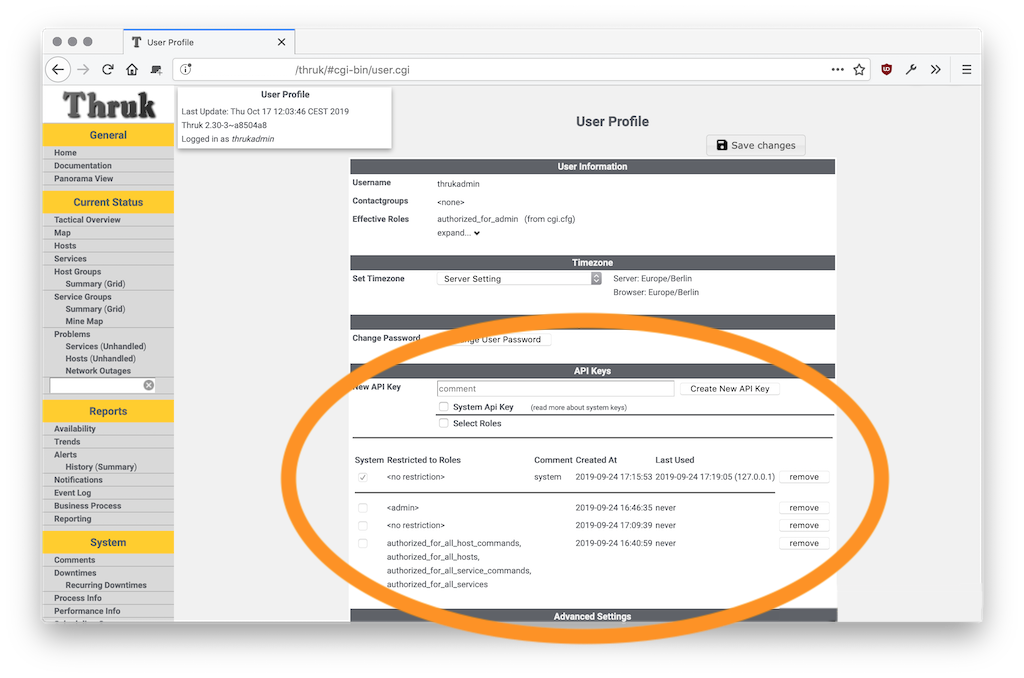 User Profile
/thruk/#cgi-bin/user.cgi
Thruk
User Profile
Last Update: Thu Oct 17 12:03:46 CEST 2019
Thruk 2.30-3~a8504a8
Logged in as thrukadmin
General
Home
Documentation
Panorama View
Current Status
Tactical Overview
Map
Hosts
Services
Host Groups
Summary (Grid)
Service Groups
Summary (Grid)
Mine Map
Problems
Services (Unhandled)
Hosts (Unhandled)
Network Outages
Reports
Availability
Trends
Alerts
History (Summary)
Notifications
Event Log
Business Process
Reporting
System
Comments
Downtimes
Recurring Downtimes
Process Info
Performance Info
User Profile
Save changes
User Information
Username thrukadmin
Contactgroups <none>
Effective Roles authorized_for_admin (from cgi.cfg)
expand...
Timezone
Set Timezone Server Setting Server: Europe/Berlin
Browser: Europe/Berlin
Change Password User Password
API Keys
New API Key comment Create New API Key
System Api Key (read more about system keys)
Select Roles
System Restricted to Roles Comment Created At Last Used
<no restriction> system 2019-09-24 17:15:53 2019-09-24 17:19:05 (127.0.0.1) remove
<admin> 2019-09-24 16:46:35 never remove
<no restriction> 2019-09-24 17:09:39 never remove
authorized_for_all_host_commands, 2019-09-24 16:40:59 never remove
authorized_for_all_hosts,
authorized_for_all_service_commands,
authorized_for_all_services
Advanced Settings